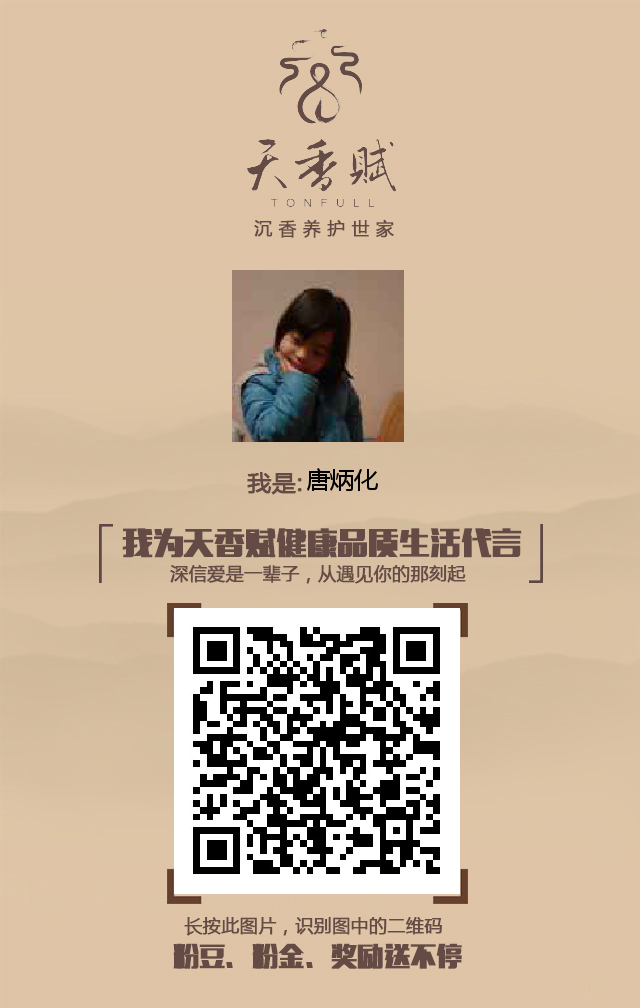 天香赋
TONFULL
沉香养护世家
我是:唐炳化
我为天香赋健康品质生活代言
深信爱是一辈子，从遇见你的那刻起
长按此图片，识别图中的二维码
粉豆、粉金、奖励送不停